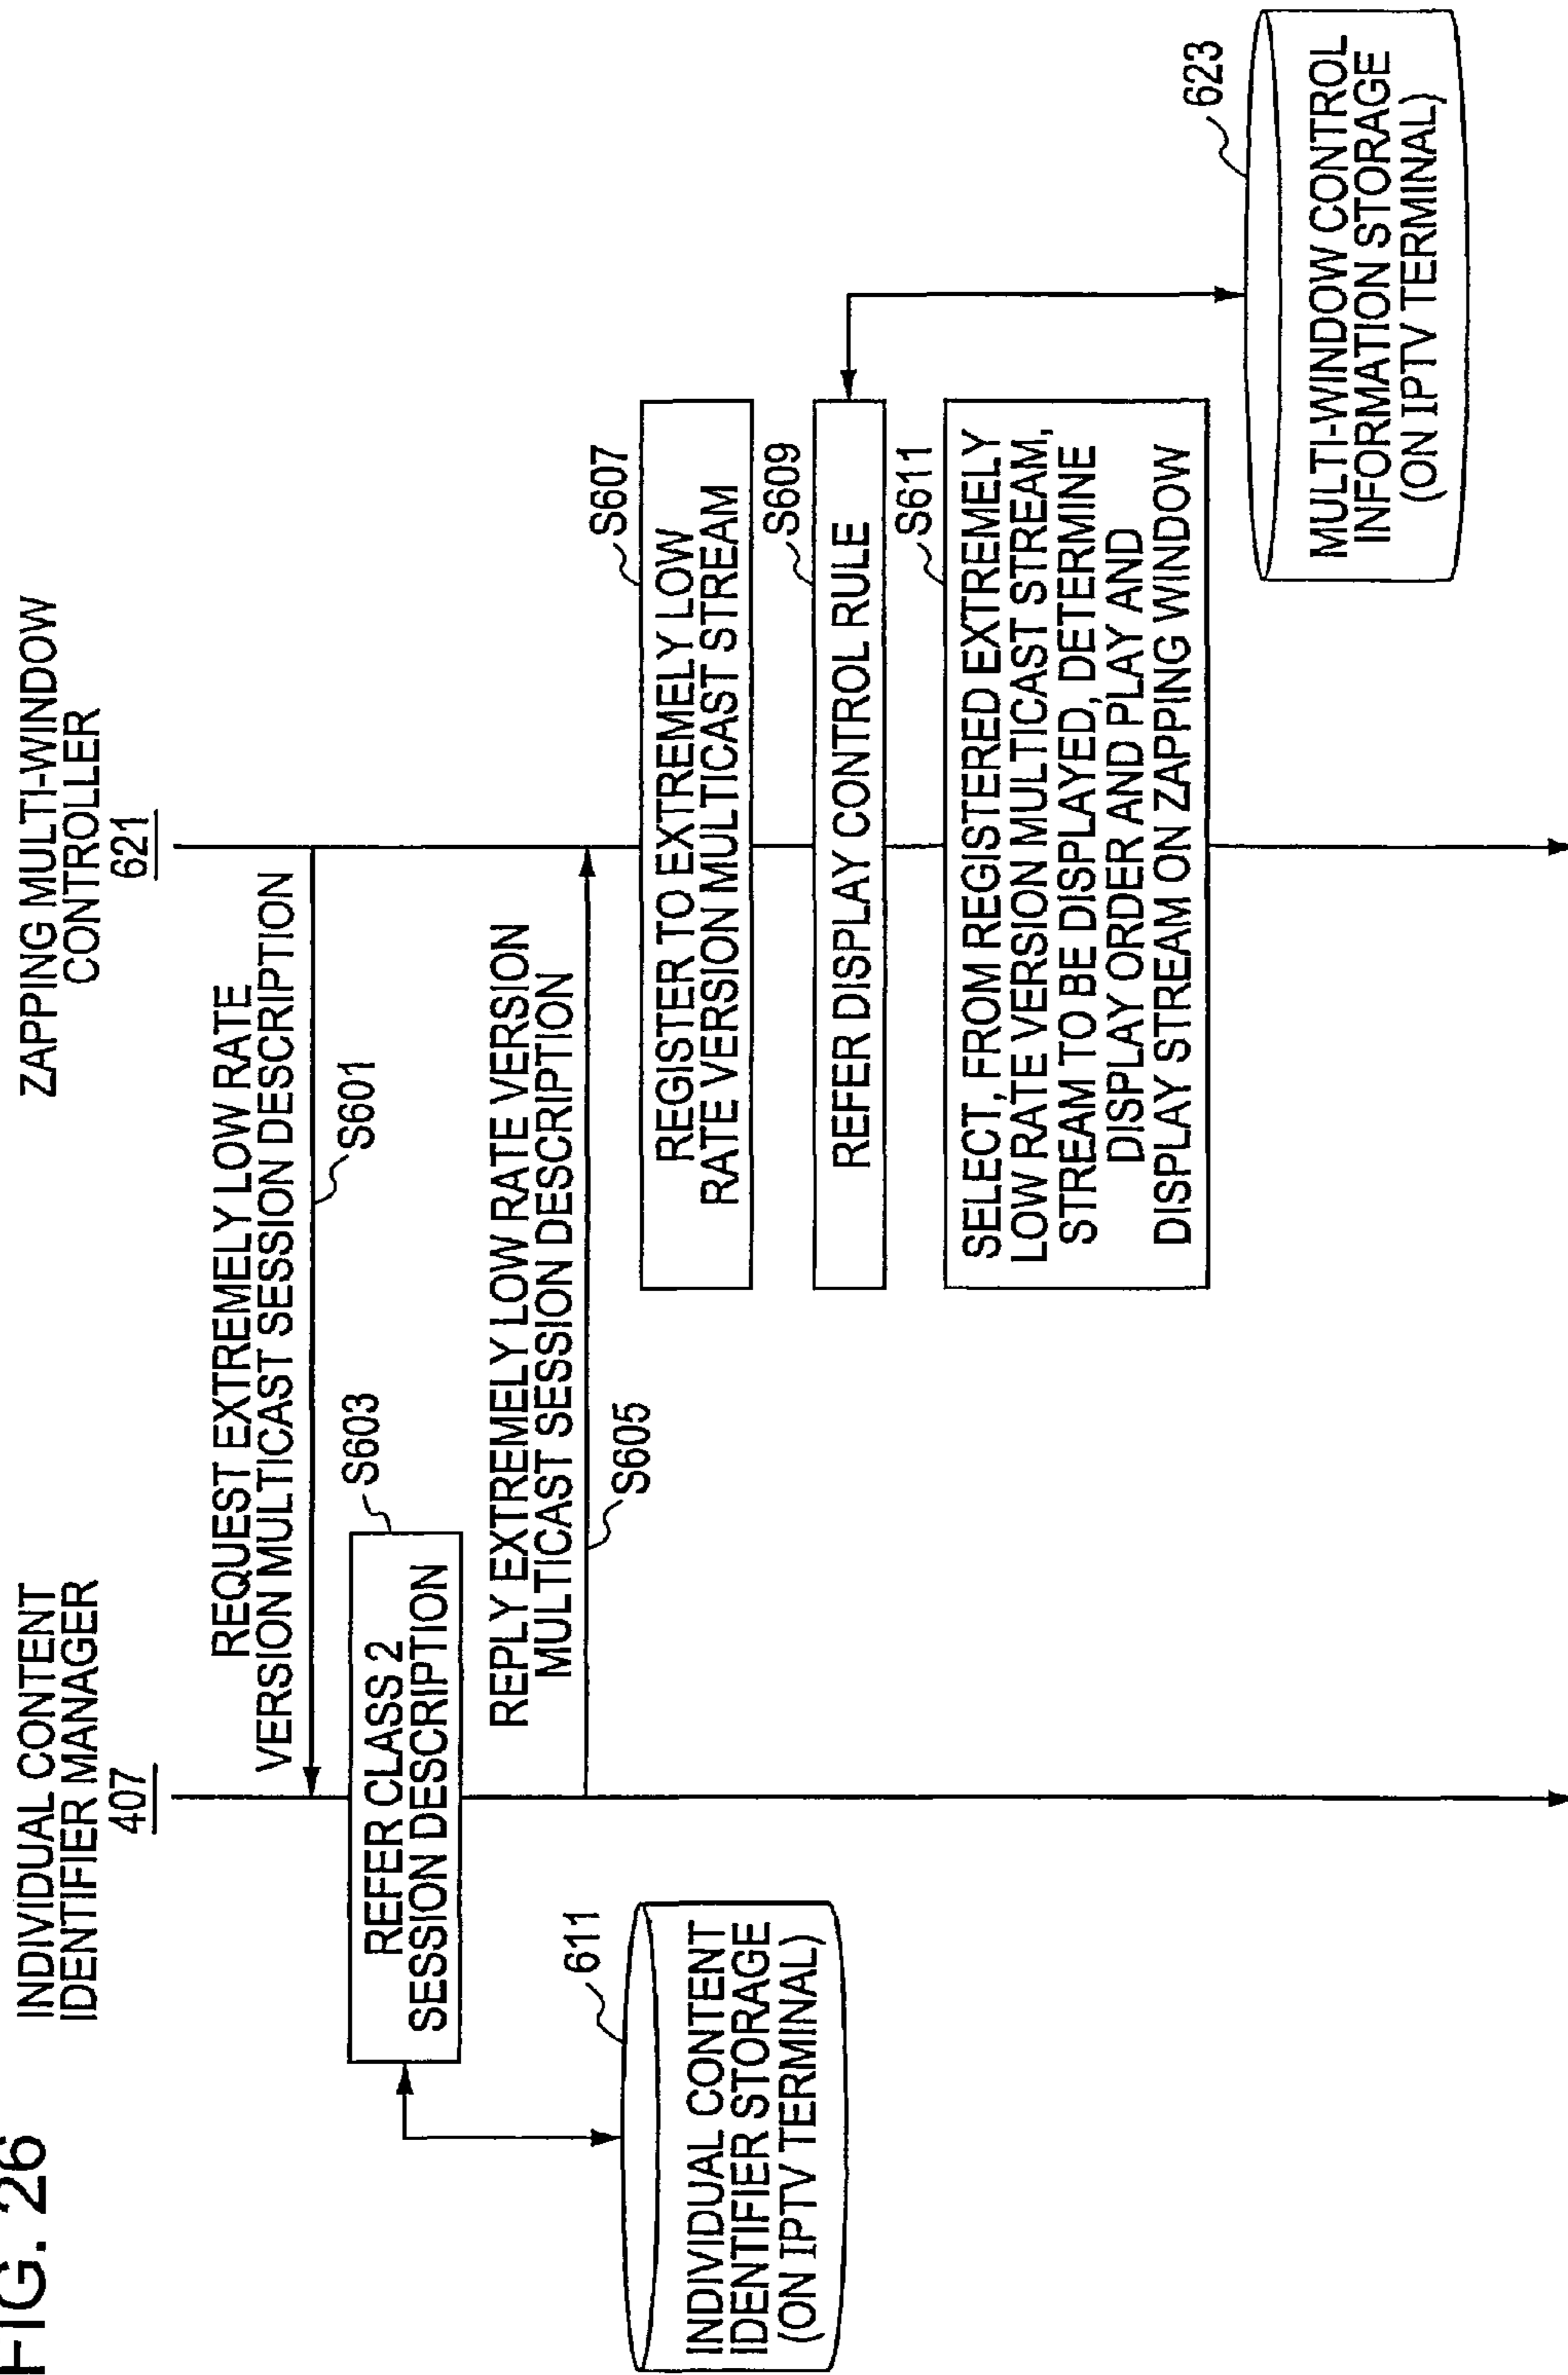 FIG. 26
INDIVIDUAL CONTENT
IDENTIFIER MANAGER
407
ZAPPING MULTI-WINDOW
CONTROLLER
621
REQUEST EXTREMELY LOW RATE
VERSION MULTICAST SESSION DESCRIPTION
S601
S603
REFER CLASS 2
SESSION DESCRIPTION
REPLY EXTREMELY LOW RATE VERSION
MULTICAST SESSION DESCRIPTION
S605
611
INDIVIDUAL CONTENT
IDENTIFIER STORAGE
(ON IPTV TERMINAL)
S607
REGISTER TO EXTREMELY LOW
RATE VERSION MULTICAST STREAM
S609
REFER DISPLAY CONTROL RULE
S611
SELECT, FROM REGISTERED EXTREMELY
LOW RATE VERSION MULTICAST STREAM,
STREAM TO BE DISPLAYED, DETERMINE
DISPLAY ORDER AND PLAY AND
DISPLAY STREAM ON ZAPPING WINDOW
623
MULTI-WINDOW CONTROL
INFORMATION STORAGE
(ON IPTV TERMINAL)